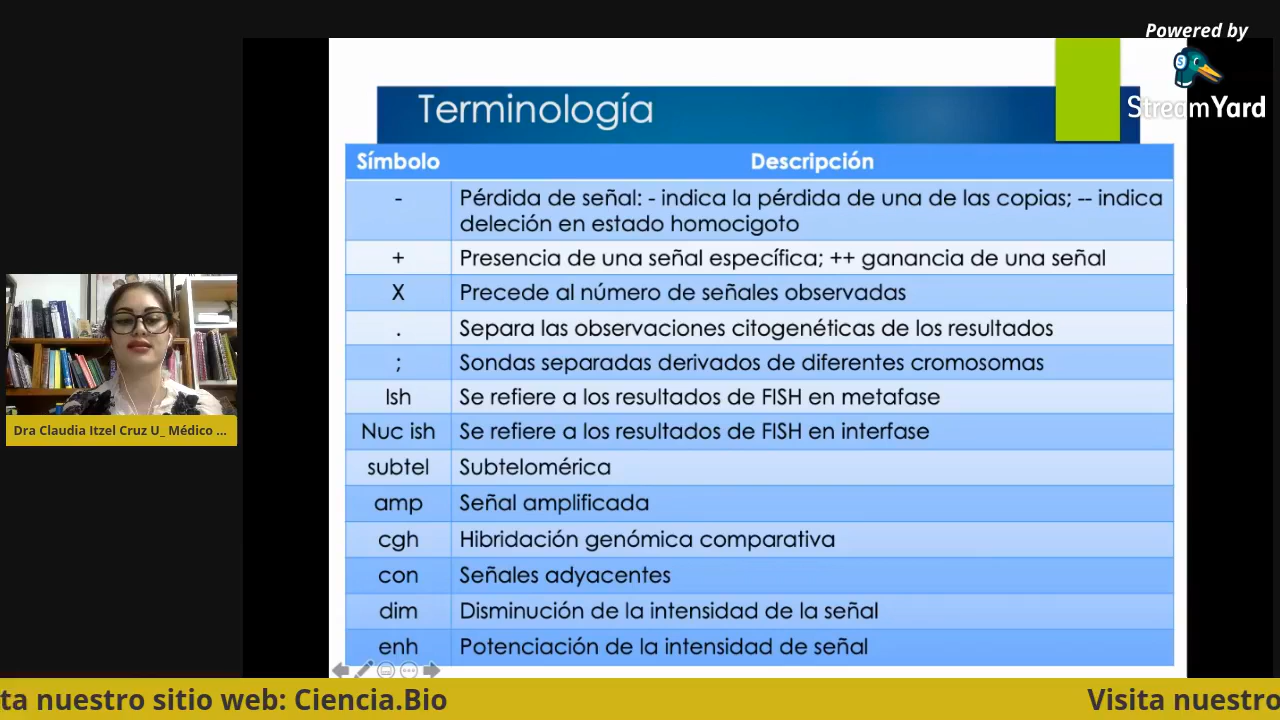 Powered by
StreamYard
Terminología
Símbolo Descripción
- Pérdida de señal: - indica la pérdida de una de las copias; -- indica
deleción en estado homocigoto
+ Presencia de una señal específica; ++ ganancia de una señal
X Precede al número de señales observadas
. Separa las observaciones citogenéticas de los resultados
; Sondas separadas derivados de diferentes cromosomas
Ish Se refiere a los resultados de FISH en metafase
Nuc ish Se refiere a los resultados de FISH en interfase
subtel Subtelomérica
amp Señal amplificada
cgh Hibridación genómica comparativa
con Señales adyacentes
dim Disminución de la intensidad de la señal
enh Potenciación de la intensidad de señal
Dra Claudia Itzel Cruz U_ Médico ...
ta nuestro sitio web: Ciencia.Bio Visita nuestro